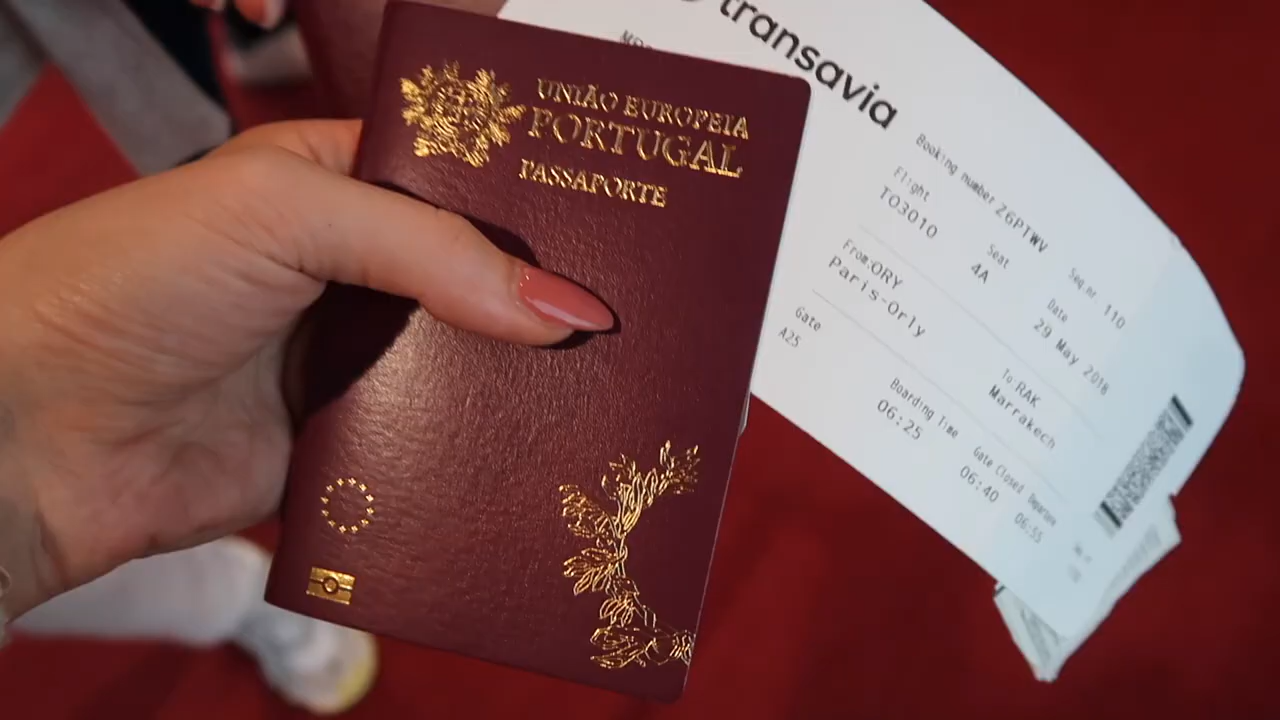 UNIÃO EUROPEIA
PORTUGAL
PASSAPORTE
transavia
Booking number Z6PTWV
Flight
TO3010
Seat
4A
Seq.nr. 110
Date
29 May 2018
From:ORY
Paris-Orly
To:RAK
Marrakech
Gate
A25
Boarding Time
06:25
Gate Closed
06:40
Departure
06:55